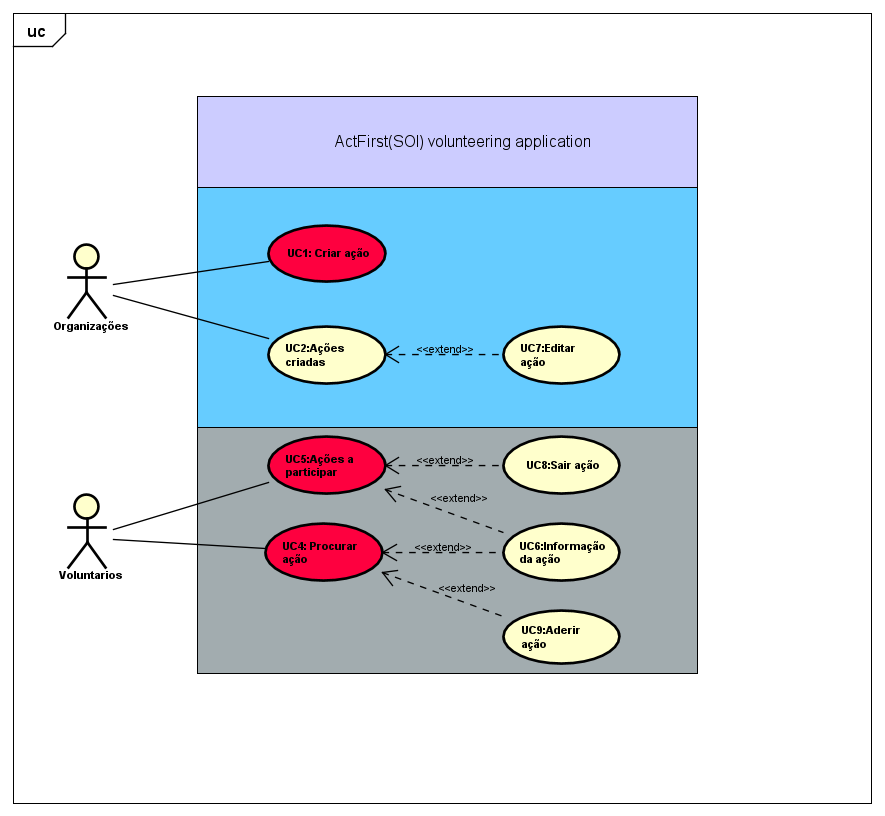 uc
ActFirst(SOI) volunteering application
UC1: Criar ação
Organizações
UC2:Ações
criadas
<<extend>>
UC7:Editar
ação
UC5:Ações a
participar
<<extend>>
UC8:Sair ação
<<extend>>
Voluntarios
UC4: Procurar
ação
<<extend>>
UC6:Informação
da ação
<<extend>>
UC9:Aderir
ação